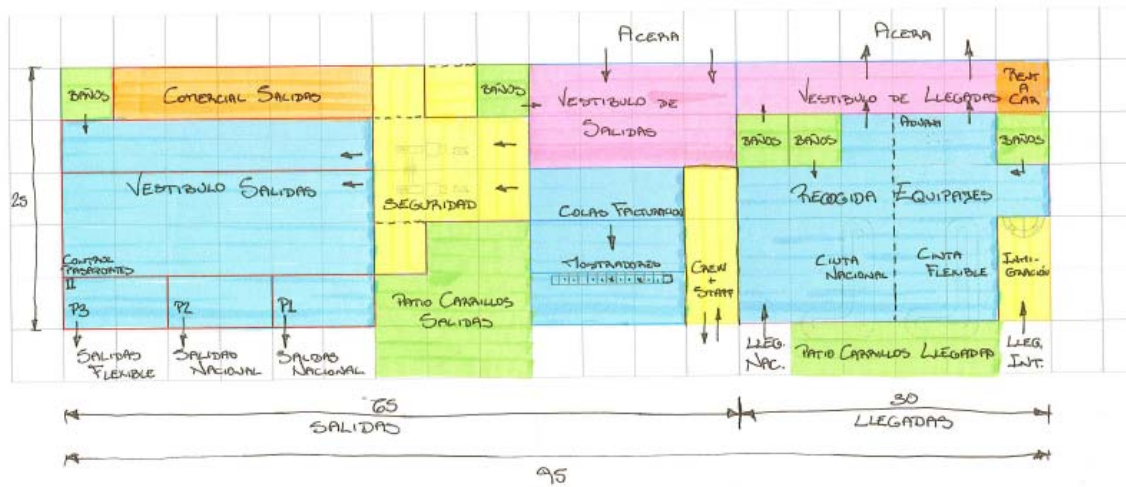 ACERA
ACERA
BAÑOS
COMERCIAL SALIDAS
BAÑOS
VESTIBULO DE
SALIDAS
VESTIBULO DE LLEGADAS
RENT
A
CAR
ADUANA
BAÑOS
BAÑOS
BAÑOS
25
VESTIBULO SALIDAS
SEGURIDAD
COLAS FACTURACION
RECOGIDA EQUIPAJES
CONTROL
PASAPORTES
MOSTRADORES
CREW
+
STAFF
CINTA
NACIONAL
CINTA
FLEXIBLE
INMI-
GRACIÓN
P3
P2
P1
PATIO CARRILLOS
SALIDAS
SALIDAS
FLEXIBLE
SALIDAS
NACIONAL
SALIDAS
NACIONAL
LLEG.
NAC.
PATIO CARRILLOS LLEGADAS
LLEG.
INT.
65
SALIDAS
30
LLEGADAS
95